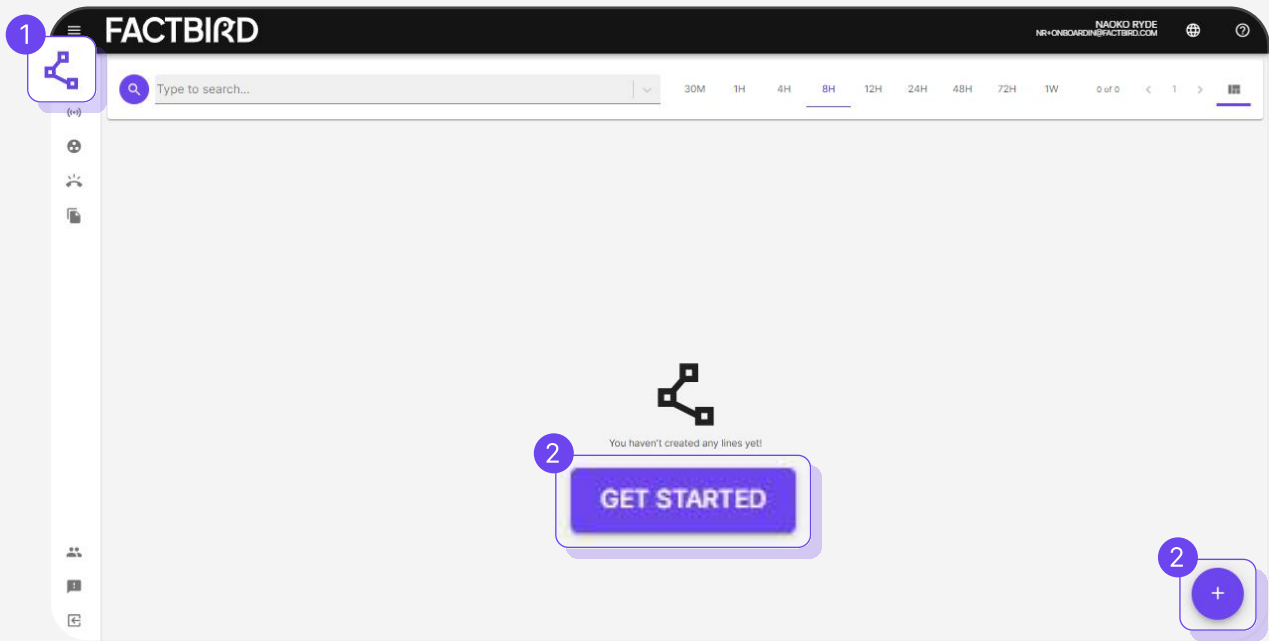 1
FACTBIRD
NAOKO RYDE
NR+ONBOARDIN@FACTBIRD.COM
Type to search...
30M 1H 4H 8H 12H 24H 48H 72H 1W 0 of 0 1
You haven't created any lines yet!
2
GET STARTED
2
+